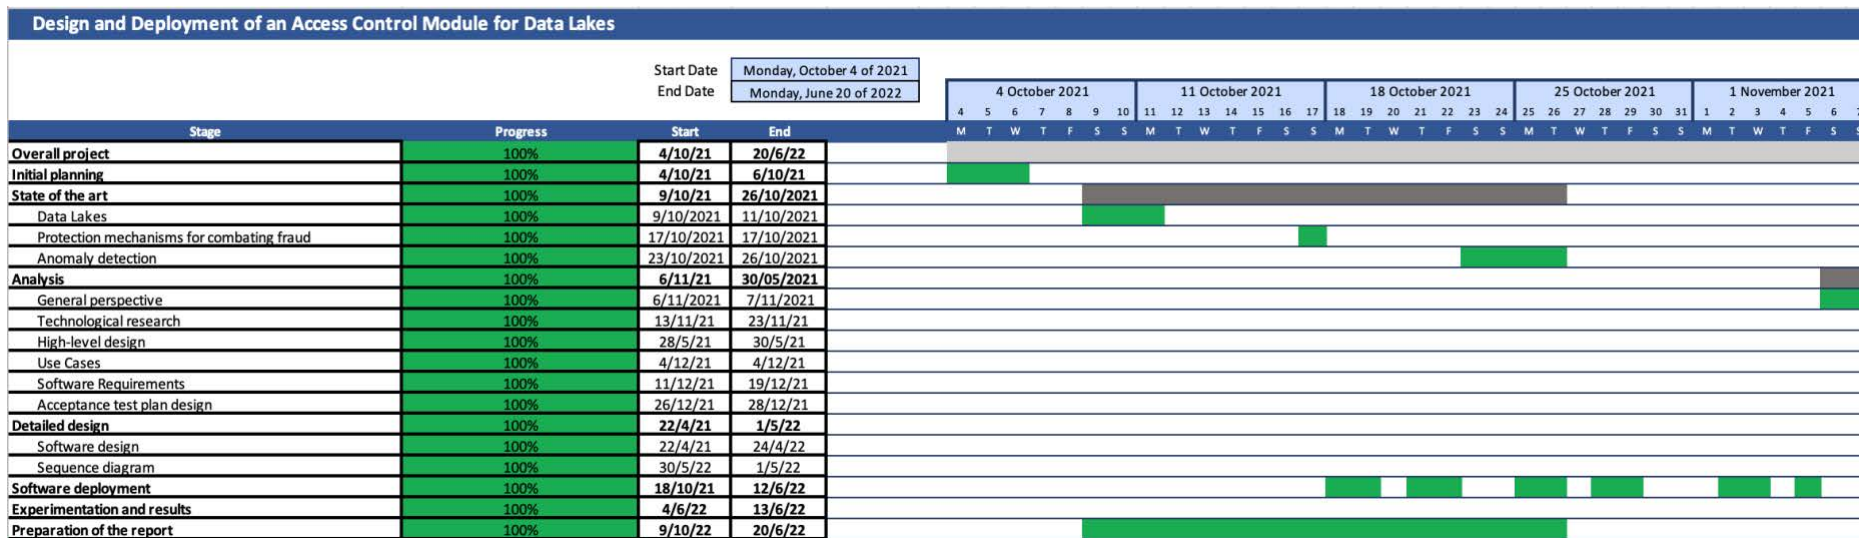 Design and Deployment of an Access Control Module for Data Lakes
Start Date Monday, October 4 of 2021
End Date Monday, June 20 of 2022
4 October 2021 11 October 2021 18 October 2021 25 October 2021 1 November 2021
4 5 6 7 8 9 10 11 12 13 14 15 16 17 18 19 20 21 22 23 24 25 26 27 28 29 30 31 1 2 3 4 5 6 7
Stage Progress Start End M T W T F S S M T W T F S S M T W T F S S M T W T F S S M T W T F S S
Overall project 100% 4/10/21 20/6/22
Initial planning 100% 4/10/21 6/10/21
State of the art 100% 9/10/21 26/10/2021
Data Lakes 100% 9/10/2021 11/10/2021
Protection mechanisms for combating fraud 100% 17/10/2021 17/10/2021
Anomaly detection 100% 23/10/2021 26/10/2021
Analysis 100% 6/11/21 30/05/2021
General perspective 100% 6/11/2021 7/11/2021
Technological research 100% 13/11/21 23/11/21
High-level design 100% 28/5/21 30/5/21
Use Cases 100% 4/12/21 4/12/21
Software Requirements 100% 11/12/21 19/12/21
Acceptance test plan design 100% 26/12/21 28/12/21
Detailed design 100% 22/4/21 1/5/22
Software design 100% 22/4/21 24/4/22
Sequence diagram 100% 30/5/22 1/5/22
Software deployment 100% 18/10/21 12/6/22
Experimentation and results 100% 4/6/22 13/6/22
Preparation of the report 100% 9/10/22 20/6/22